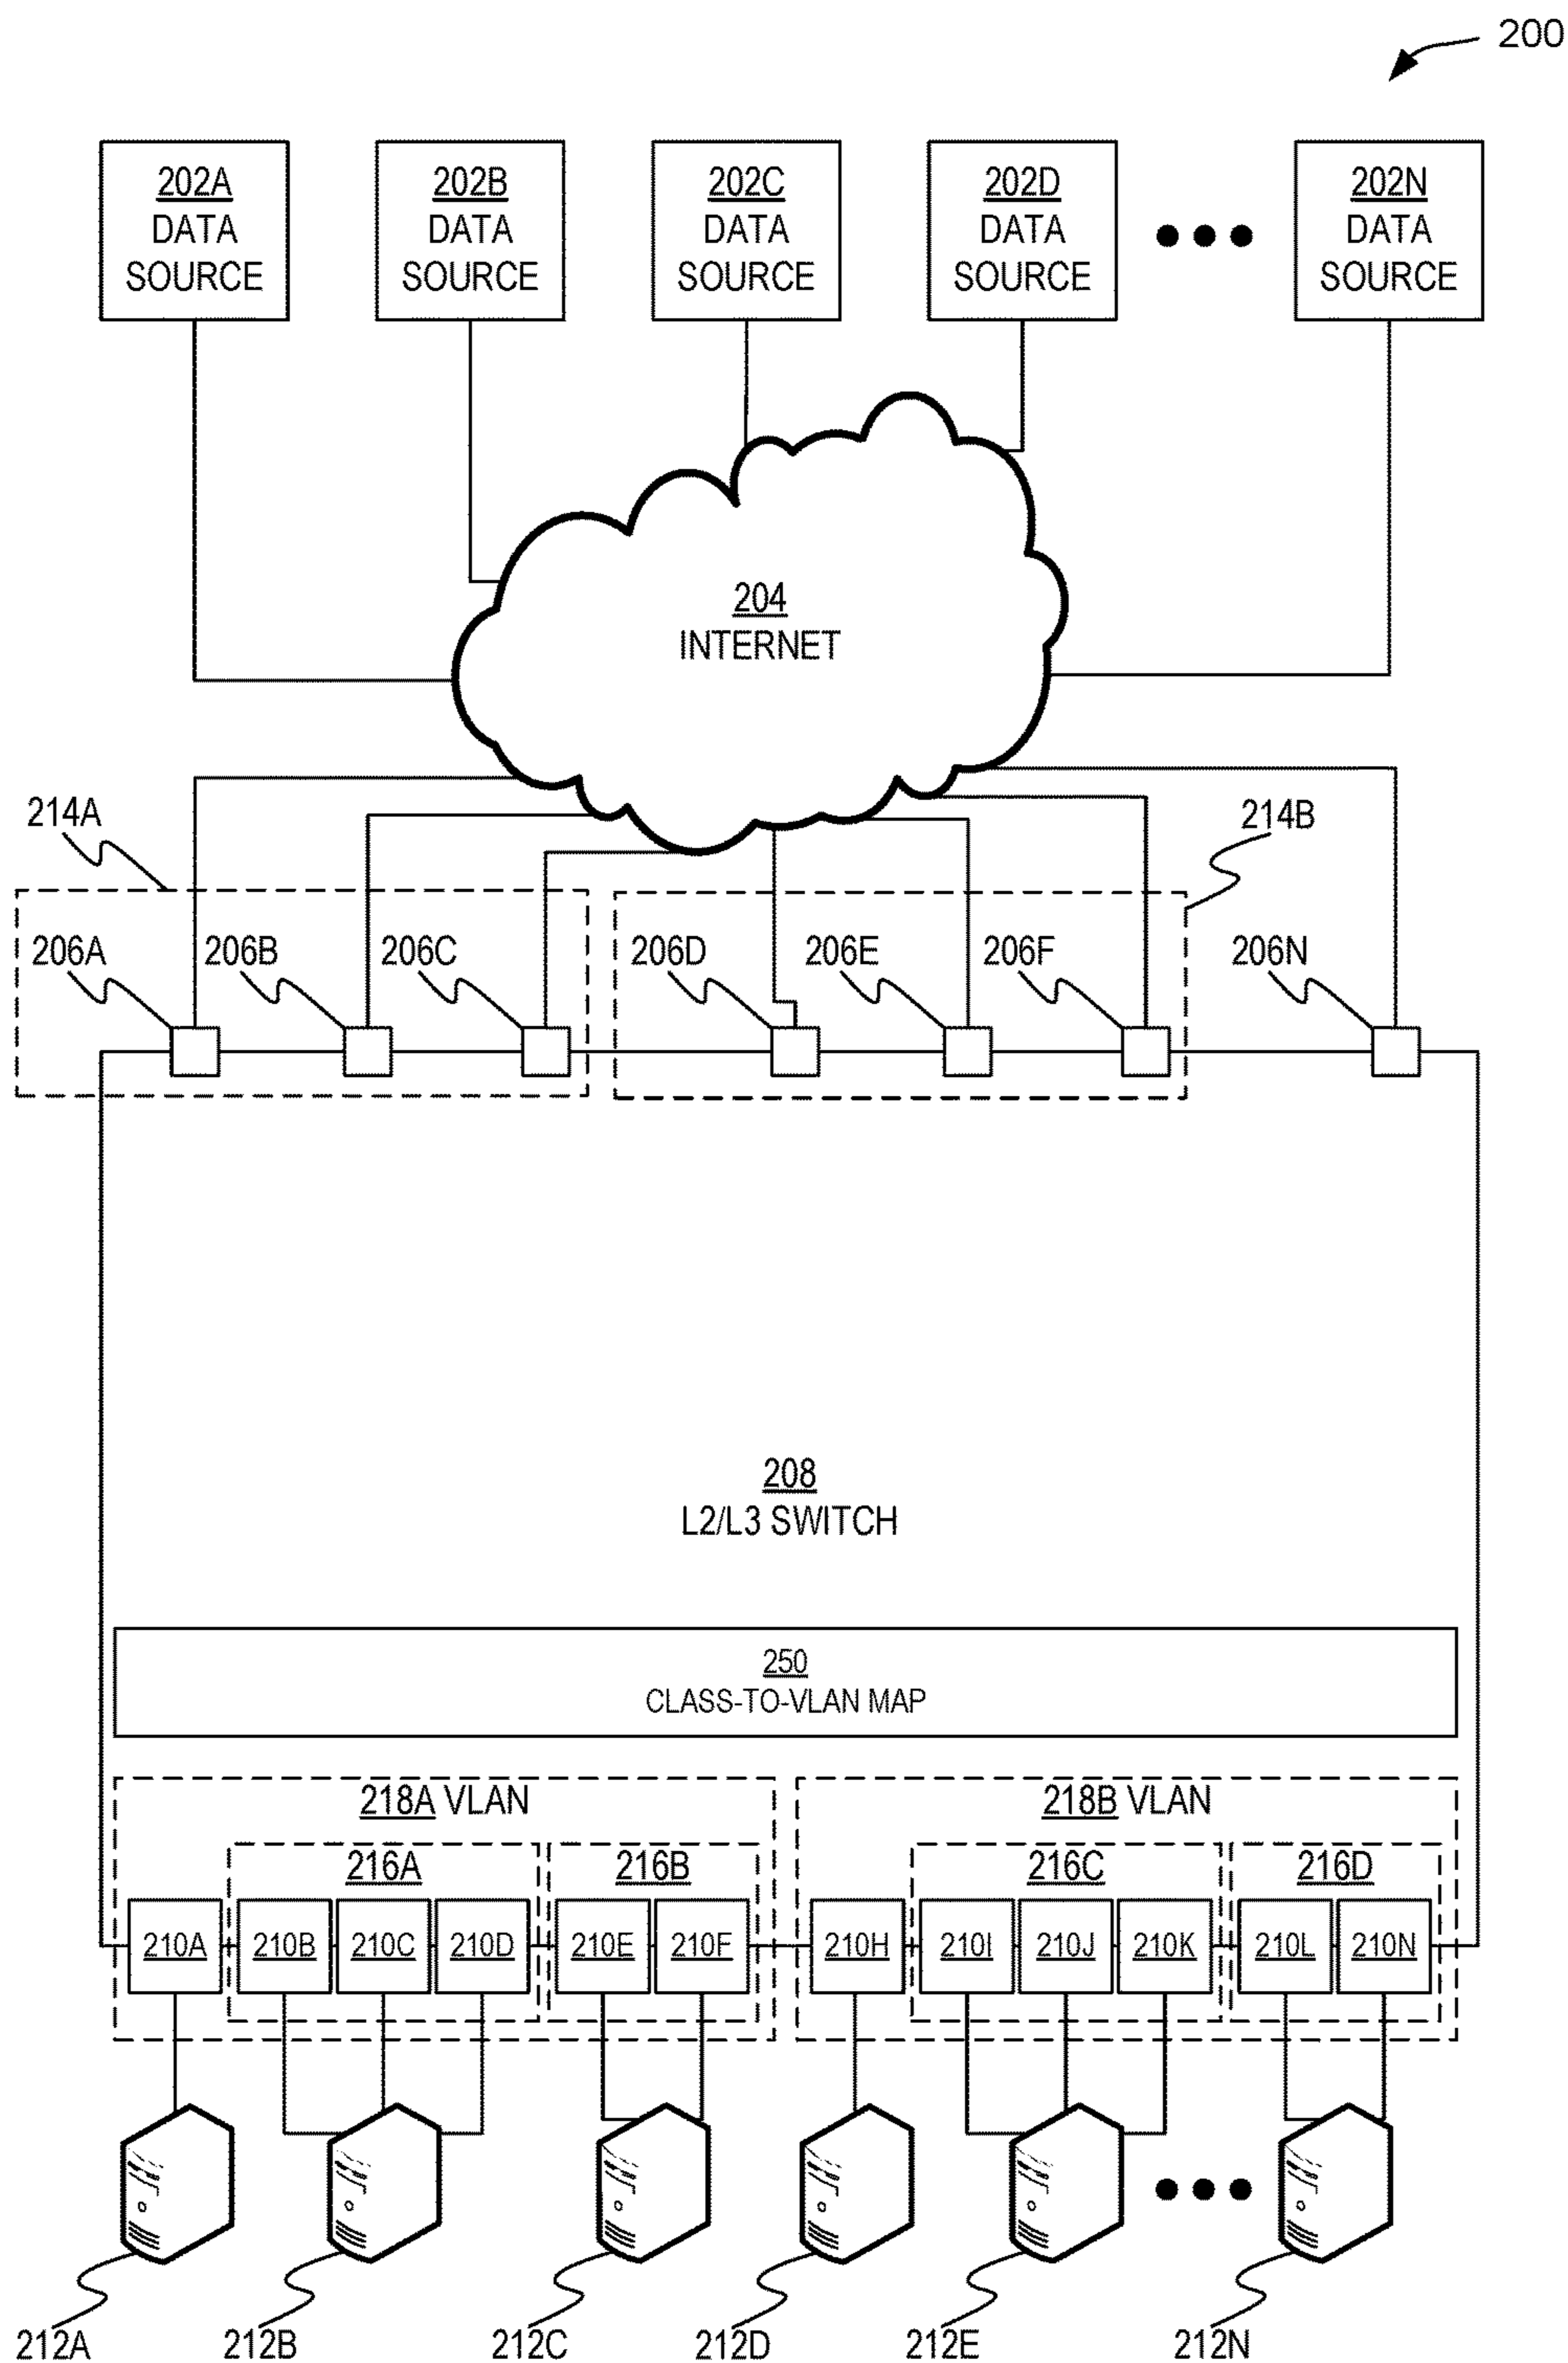 200
202A
DATA
SOURCE
202B
DATA
SOURCE
202C
DATA
SOURCE
202D
DATA
SOURCE
202N
DATA
SOURCE
204
INTERNET
214A
214B
206A
206B
206C
206D
206E
206F
206N
208
L2/L3 SWITCH
250
CLASS-TO-VLAN MAP
218A VLAN
218B VLAN
216A
216B
216C
216D
210A
210B
210C
210D
210E
210F
210H
210I
210J
210K
210L
210N
212A
212B
212C
212D
212E
212N